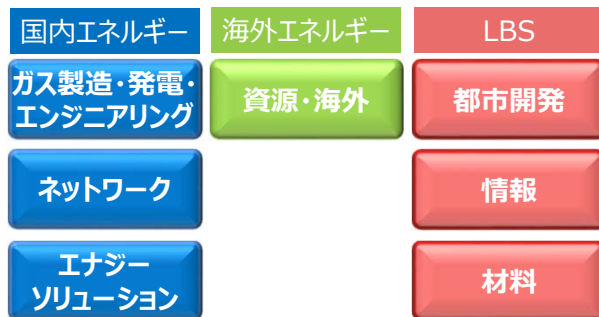 国内エネルギー
海外エネルギー
LBS
ガス製造・発電・
エンジニアリング
資源・海外
都市開発
ネットワーク
情報
エナジー
ソリューション
材料